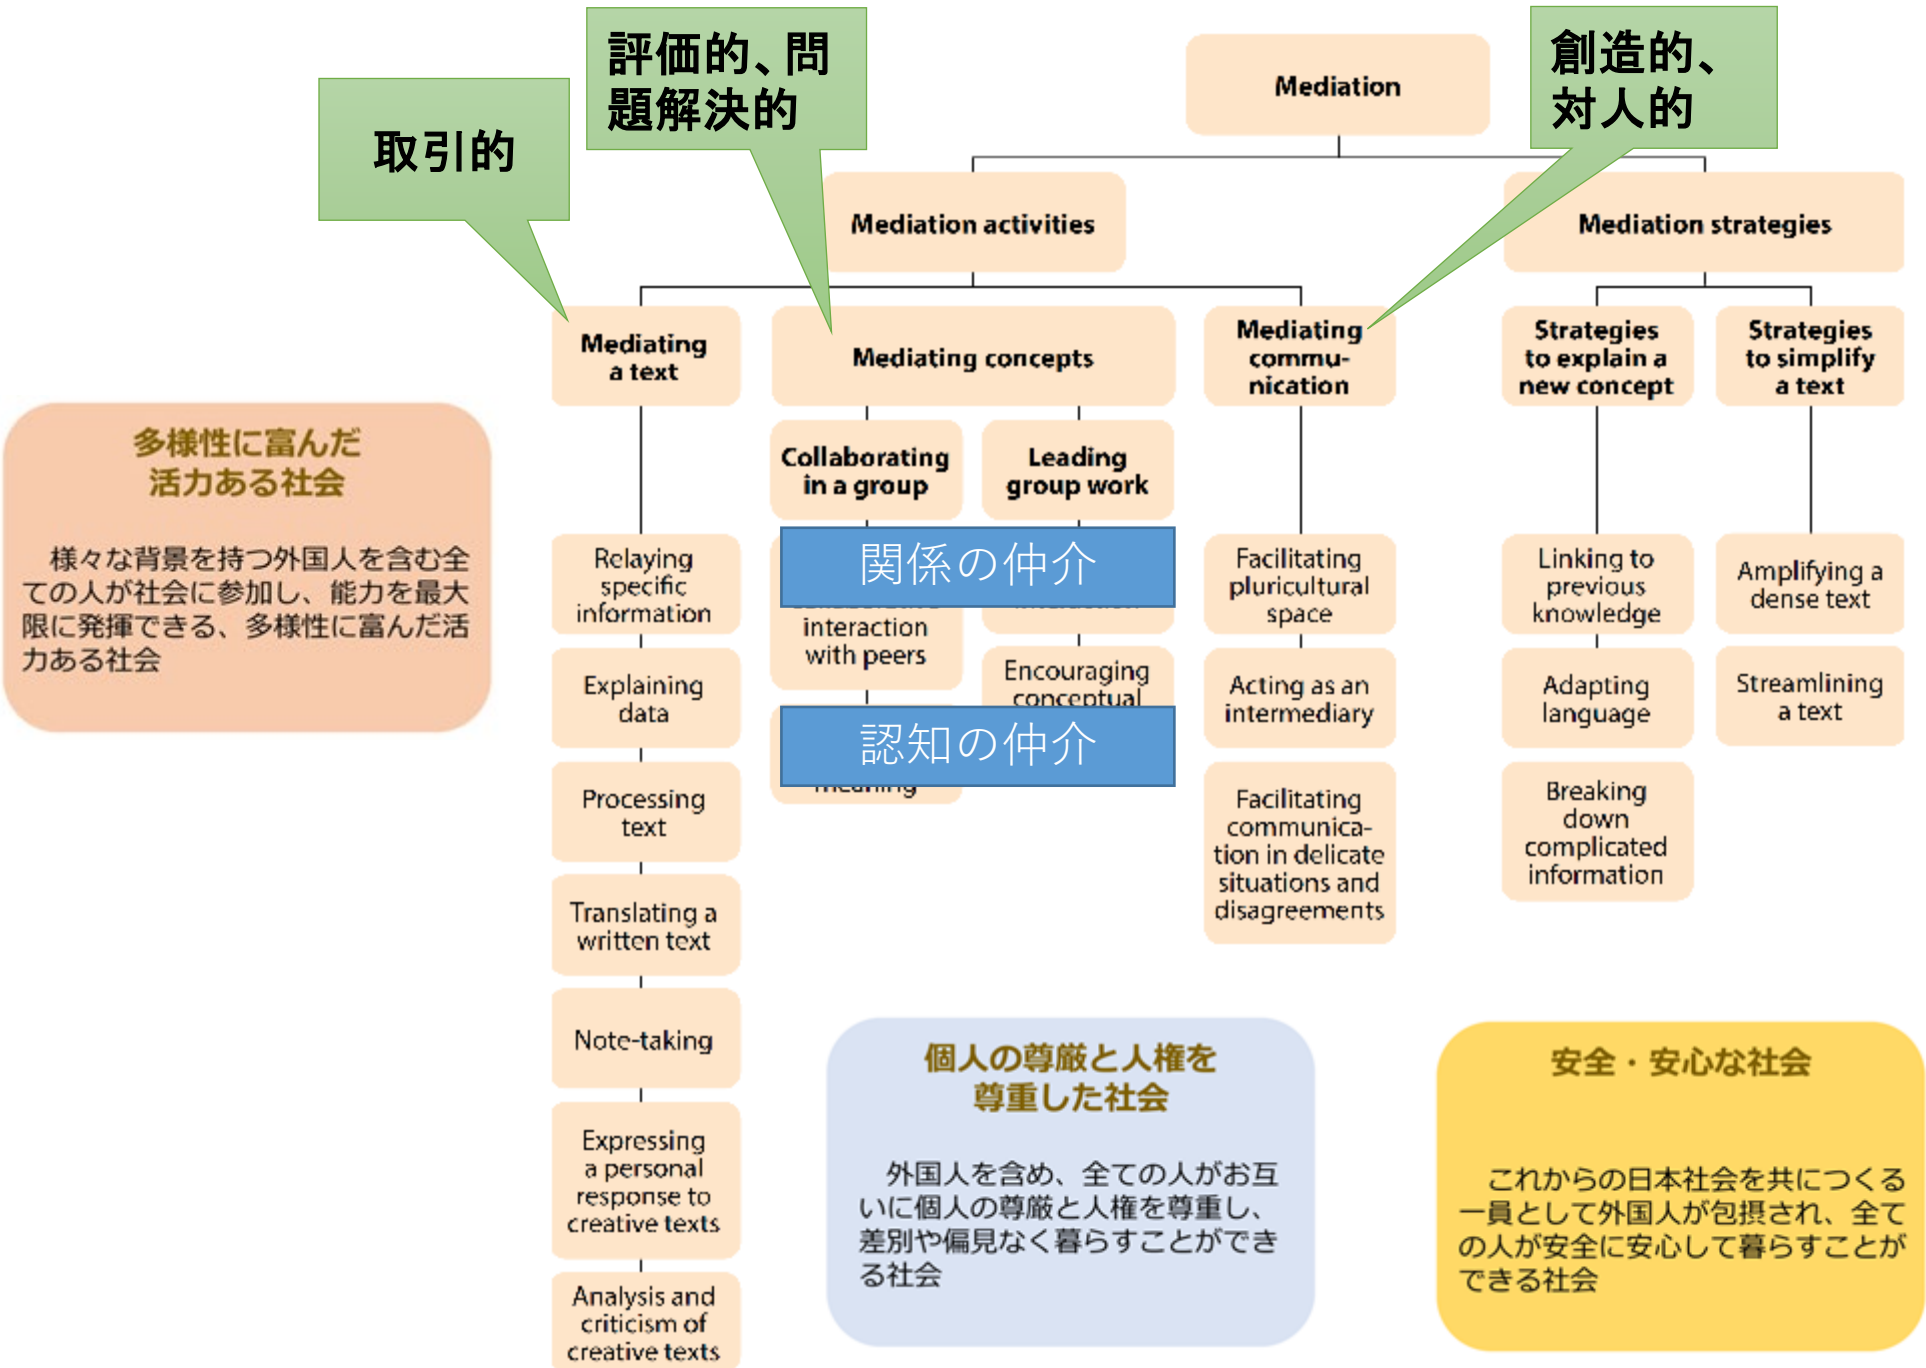 取引的
評価的、問
題解決的
創造的、
対人的
Mediation
Mediation activities
Mediation strategies
Mediating
a text
Mediating concepts
Mediating
commu-
nication
Strategies
to explain a
new concept
Strategies
to simplify
a text
Collaborating
in a group
Leading
group work
多様性に富んだ
活力ある社会
様々な背景を持つ外国人を含む全
ての人が社会に参加し、能力を最大
限に発揮できる、多様性に富んだ活
力ある社会
Relaying
specific
information
Explaining
data
Processing
text
Translating a
written text
Note-taking
Expressing
a personal
response to
creative texts
Analysis and
criticism of
creative texts
関係の仲介
interaction
with peers
Encouraging
conceptual
認知の仲介
meaning
Facilitating
pluricultural
space
Acting as an
intermediary
Facilitating
communica-
tion in delicate
situations and
disagreements
Linking to
previous
knowledge
Adapting
language
Breaking
down
complicated
information
Amplifying a
dense text
Streamlining
a text
個人の尊厳と人権を
尊重した社会
外国人を含め、全ての人がお互
いに個人の尊厳と人権を尊重し、
差別や偏見なく暮らすことができ
る社会
安全・安心な社会
これからの日本社会を共につくる
一員として外国人が包摂され、全て
の人が安全に安心して暮らすことが
できる社会